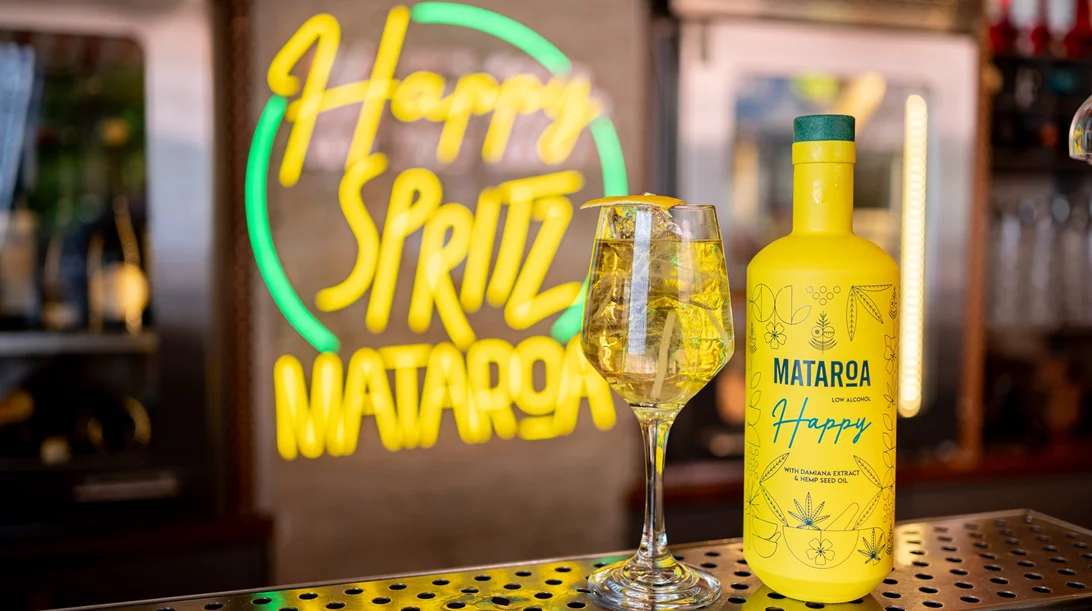 Happy
SPRITZ
MATAROA
MATAROA
LOW ALCOHOL
Happy
WITH DAMIANA EXTRACT
& HEMP SEED OIL